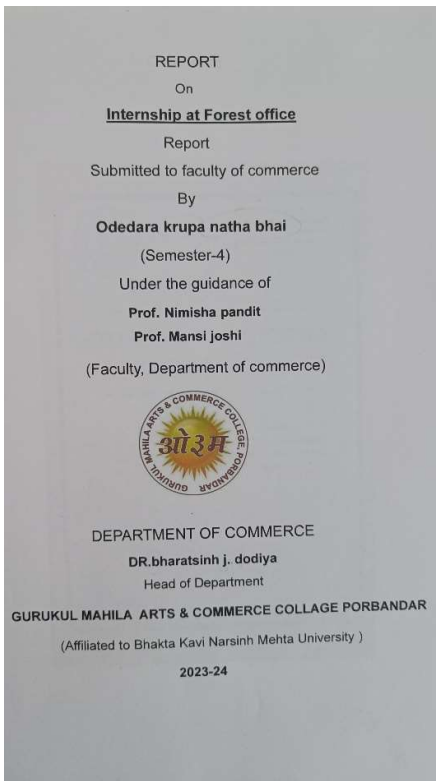 REPORT
On
Internship at Forest office
Report
Submitted to faculty of commerce
By
Odedara krupa natha bhai
(Semester-4)
Under the guidance of
Prof. Nimisha pandit
Prof. Mansi joshi
(Faculty, Department of commerce)
GURUKUL MAHILA ARTS & COMMERCE COLLEGE, PORBANDAR
ओ३म
DEPARTMENT OF COMMERCE
DR.bharatsinh j. dodiya
Head of Department
GURUKUL MAHILA ARTS & COMMERCE COLLAGE PORBANDAR
(Affiliated to Bhakta Kavi Narsinh Mehta University )
2023-24